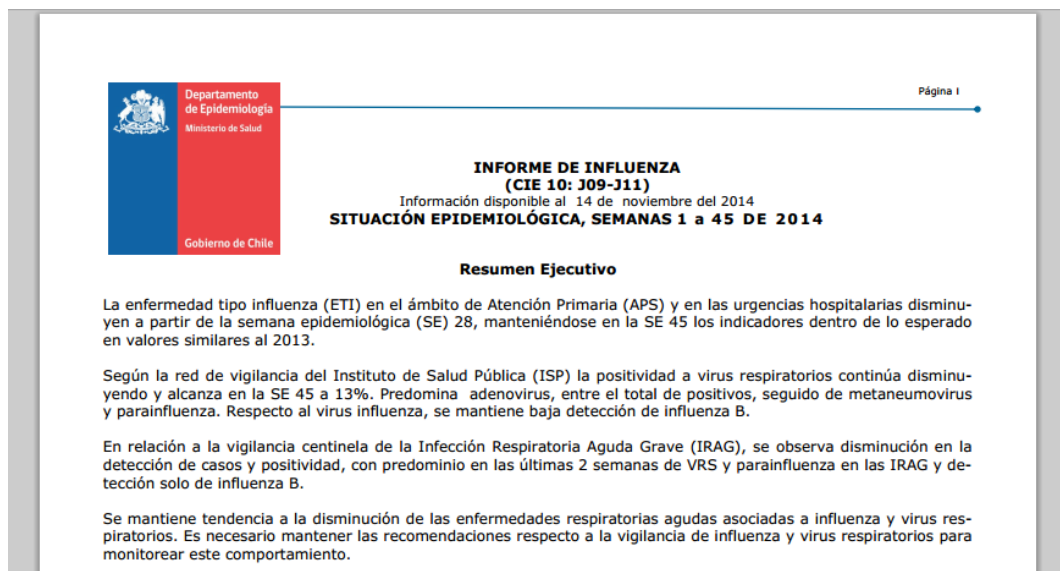 Departamento
de Epidemiología
Ministerio de Salud
Gobierno de Chile
Página 1
INFORME DE INFLUENZA
(CIE 10: J09-J11)
Información disponible al 14 de noviembre del 2014
SITUACIÓN EPIDEMIOLÓGICA, SEMANAS 1 a 45 DE 2014
Resumen Ejecutivo
La enfermedad tipo influenza (ETI) en el ámbito de Atención Primaria (APS) y en las urgencias hospitalarias disminu-
yen a partir de la semana epidemiológica (SE) 28, manteniéndose en la SE 45 los indicadores dentro de lo esperado
en valores similares al 2013.
Según la red de vigilancia del Instituto de Salud Pública (ISP) la positividad a virus respiratorios continúa disminu-
yendo y alcanza en la SE 45 a 13%. Predomina adenovirus, entre el total de positivos, seguido de metaneumovirus
y parainfluenza. Respecto al virus influenza, se mantiene baja detección de influenza B.
En relación a la vigilancia centinela de la Infección Respiratoria Aguda Grave (IRAG), se observa disminución en la
detección de casos y positividad, con predominio en las últimas 2 semanas de VRS y parainfluenza en las IRAG y de-
tección solo de influenza B.
Se mantiene tendencia a la disminución de las enfermedades respiratorias agudas asociadas a influenza y virus res-
piratorios. Es necesario mantener las recomendaciones respecto a la vigilancia de influenza y virus respiratorios para
monitorear este comportamiento.